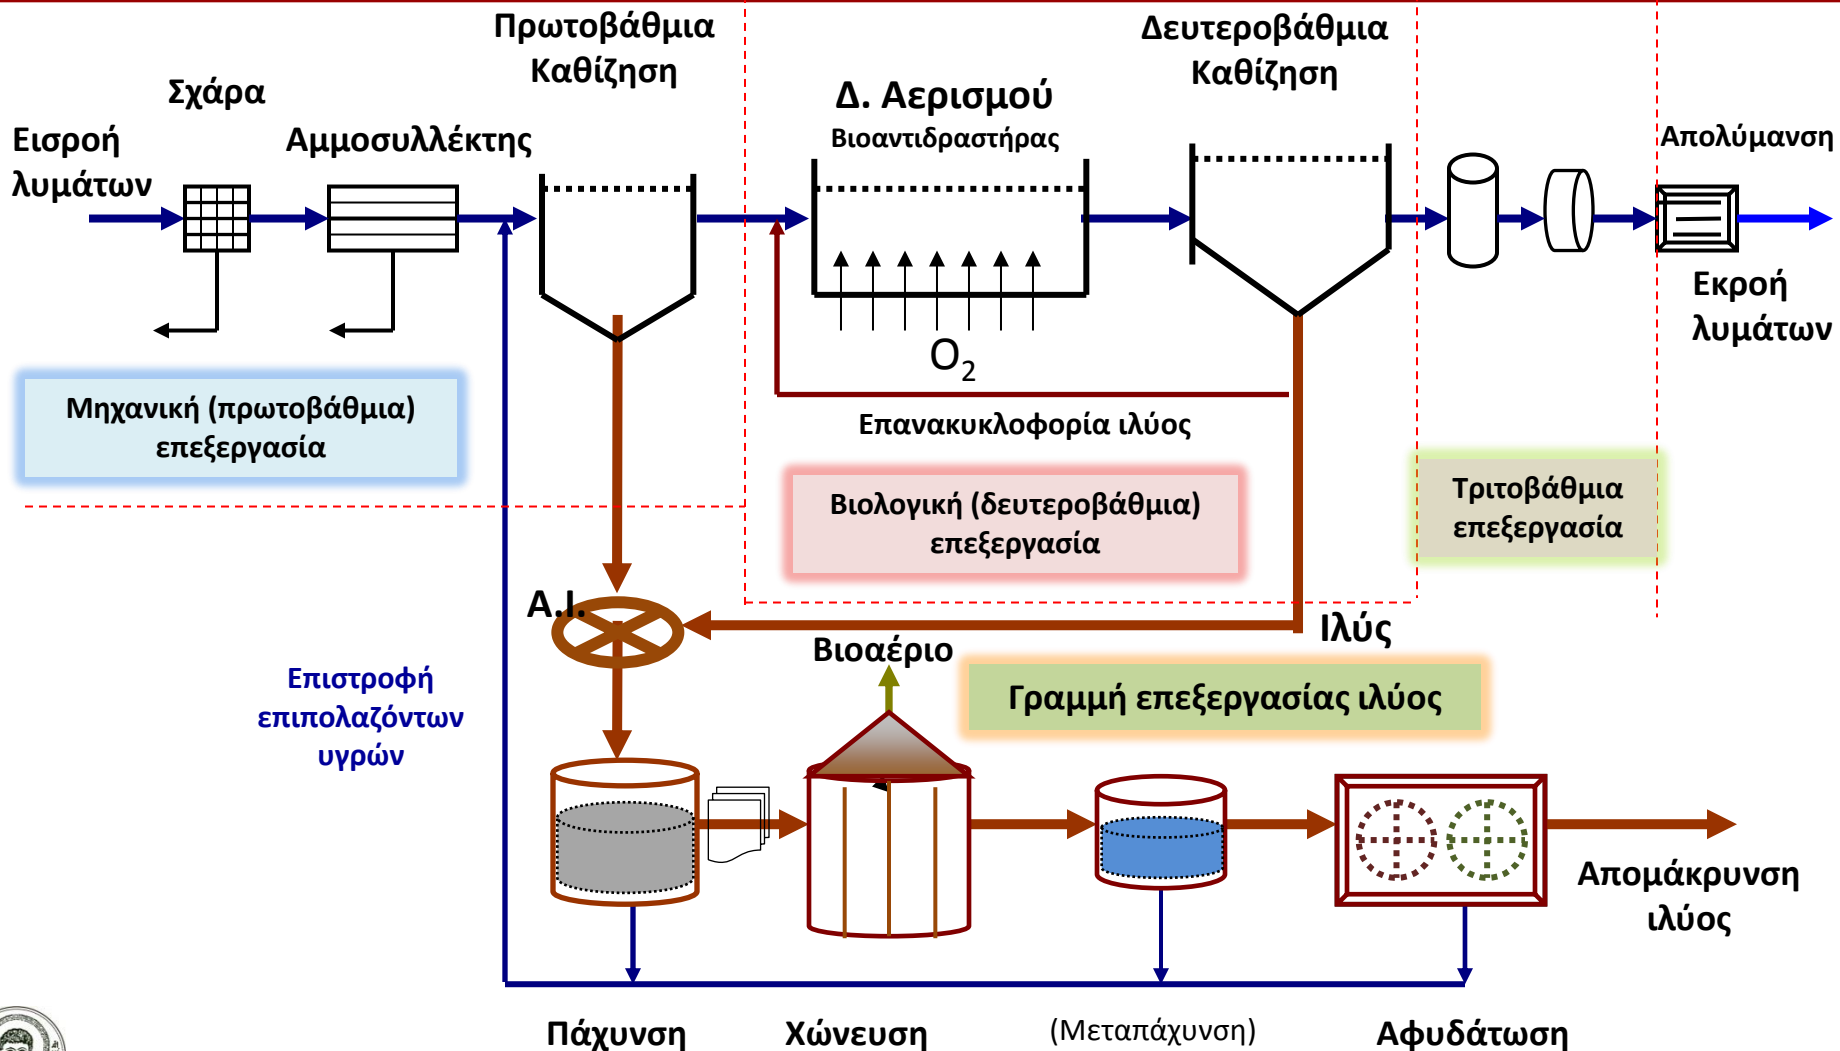 Πρωτοβάθμια
Καθίζηση
Δευτεροβάθμια
Καθίζηση
Σχάρα
Δ. Αερισμού
Βιοαντιδραστήρας
Εισροή
λυμάτων
Αμμοσυλλέκτης
Απολύμανση
Εκροή
λυμάτων
O2
Μηχανική (πρωτοβάθμια)
επεξεργασία
Επανακυκλοφορία ιλύος
Βιολογική (δευτεροβάθμια)
επεξεργασία
Τριτοβάθμια
επεξεργασία
Α.Ι.
Ιλύς
Βιοαέριο
Επιστροφή
επιπολαζόντων
υγρών
Γραμμή επεξεργασίας ιλύος
Απομάκρυνση
ιλύος
Πάχυνση
Χώνευση
(Μεταπάχυνση)
Αφυδάτωση